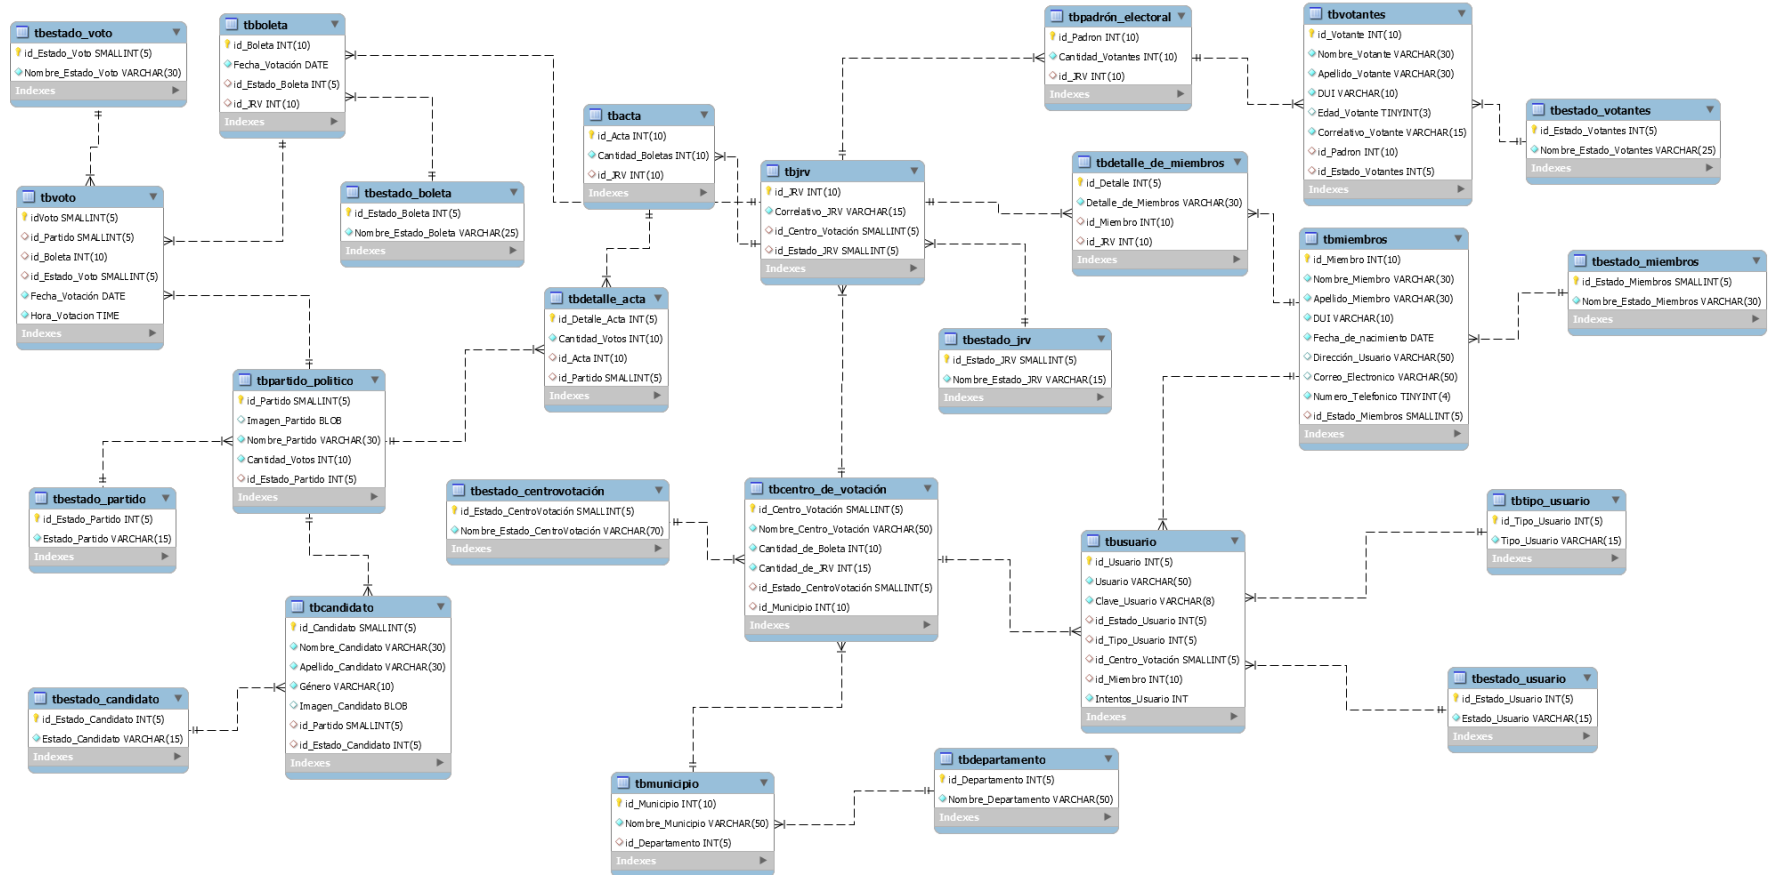 tbestado_voto
id_Estado_Voto SMALLINT(5)
Nombre_Estado_Voto VARCHAR(30)
Indexes
tbboleta
id_Boleta INT(10)
Fecha_Votación DATE
id_Estado_Boleta INT(5)
id_JRV INT(10)
Indexes
tbpadrón_electoral
id_Padron INT(10)
Cantidad_Votantes INT(10)
id_JRV INT(10)
Indexes
tbvotantes
id_Votante INT(10)
Nombre_Votante VARCHAR(30)
Apellido_Votante VARCHAR(30)
DUI VARCHAR(10)
Edad_Votante TINYINT(3)
Correlativo_Votante VARCHAR(15)
id_Padron INT(10)
id_Estado_Votantes INT(5)
Indexes
tbestado_votantes
id_Estado_Votantes INT(5)
Nombre_Estado_Votantes VARCHAR(25)
Indexes
tbacta
id_Acta INT(10)
Cantidad_Boletas INT(10)
id_JRV INT(10)
Indexes
tbvoto
idVoto SMALLINT(5)
id_Partido SMALLINT(5)
id_Boleta INT(10)
id_Estado_Voto SMALLINT(5)
Fecha_Votación DATE
Hora_Votacion TIME
Indexes
tbestado_boleta
id_Estado_Boleta INT(5)
Nombre_Estado_Boleta VARCHAR(25)
Indexes
tbjrv
id_JRV INT(10)
Correlativo_JRV VARCHAR(15)
id_Centro_Votación SMALLINT(5)
id_Estado_JRV SMALLINT(5)
Indexes
tbdetalle_de_miembros
id_Detalle INT(5)
Detalle_de_Miembros VARCHAR(30)
id_Miembro INT(10)
id_JRV INT(10)
Indexes
tbmiembros
id_Miembro INT(10)
Nombre_Miembro VARCHAR(30)
Apellido_Miembro VARCHAR(30)
DUI VARCHAR(10)
Fecha_de_nacimiento DATE
Dirección_Usuario VARCHAR(50)
Correo_Electronico VARCHAR(50)
Numero_Telefonico TINYINT(4)
id_Estado_Miembros SMALLINT(5)
Indexes
tbestado_miembros
id_Estado_Miembros SMALLINT(5)
Nombre_Estado_Miembros VARCHAR(30)
Indexes
tbdetalle_acta
id_Detalle_Acta INT(5)
Cantidad_Votos INT(10)
id_Acta INT(10)
id_Partido SMALLINT(5)
Indexes
tbestado_jrv
id_Estado_JRV SMALLINT(5)
Nombre_Estado_JRV VARCHAR(15)
Indexes
tbpartido_politico
id_Partido SMALLINT(5)
Imagen_Partido BLOB
Nombre_Partido VARCHAR(30)
Cantidad_Votos INT(10)
id_Estado_Partido INT(5)
Indexes
tbestado_partido
id_Estado_Partido INT(5)
Estado_Partido VARCHAR(15)
Indexes
tbestado_centrovotación
id_Estado_CentroVotación SMALLINT(5)
Nombre_Estado_CentroVotación VARCHAR(70)
Indexes
tbcentro_de_votación
id_Centro_Votación SMALLINT(5)
Nombre_Centro_Votación VARCHAR(50)
Cantidad_de_Boleta INT(10)
Cantidad_de_JRV INT(15)
id_Estado_CentroVotación SMALLINT(5)
id_Municipio INT(10)
Indexes
tbusuario
id_Usuario INT(5)
Usuario VARCHAR(50)
Clave_Usuario VARCHAR(8)
id_Estado_Usuario INT(5)
id_Tipo_Usuario INT(5)
id_Centro_Votación SMALLINT(5)
id_Miembro INT(10)
Intentos_Usuario INT
Indexes
tbtipo_usuario
id_Tipo_Usuario INT(5)
Tipo_Usuario VARCHAR(15)
Indexes
tbcandidato
id_Candidato SMALLINT(5)
Nombre_Candidato VARCHAR(30)
Apellido_Candidato VARCHAR(30)
Género VARCHAR(10)
Imagen_Candidato BLOB
id_Partido SMALLINT(5)
id_Estado_Candidato INT(5)
Indexes
tbestado_candidato
id_Estado_Candidato INT(5)
Estado_Candidato VARCHAR(15)
Indexes
tbestado_usuario
id_Estado_Usuario INT(5)
Estado_Usuario VARCHAR(15)
Indexes
tbmunicipio
id_Municipio INT(10)
Nombre_Municipio VARCHAR(50)
id_Departamento INT(5)
Indexes
tbdepartamento
id_Departamento INT(5)
Nombre_Departamento VARCHAR(50)
Indexes